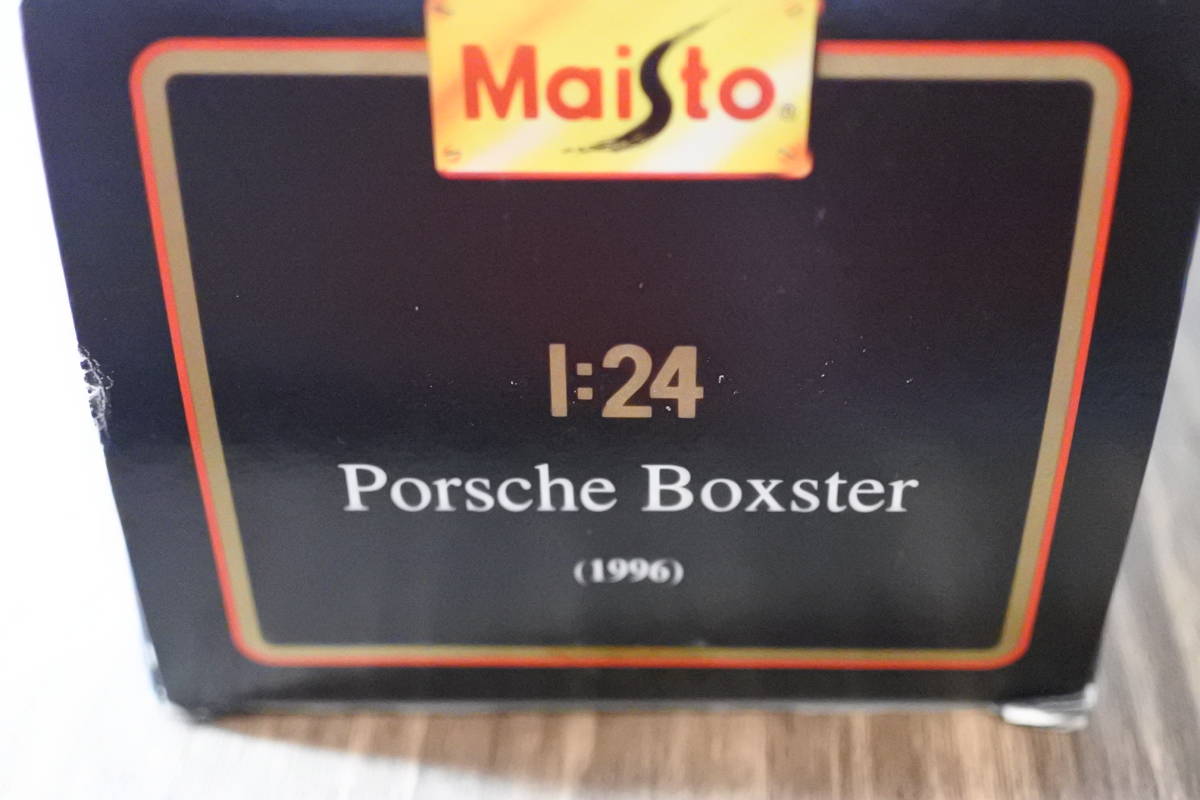 Maisto®
1:24
Porsche Boxster
(1996)